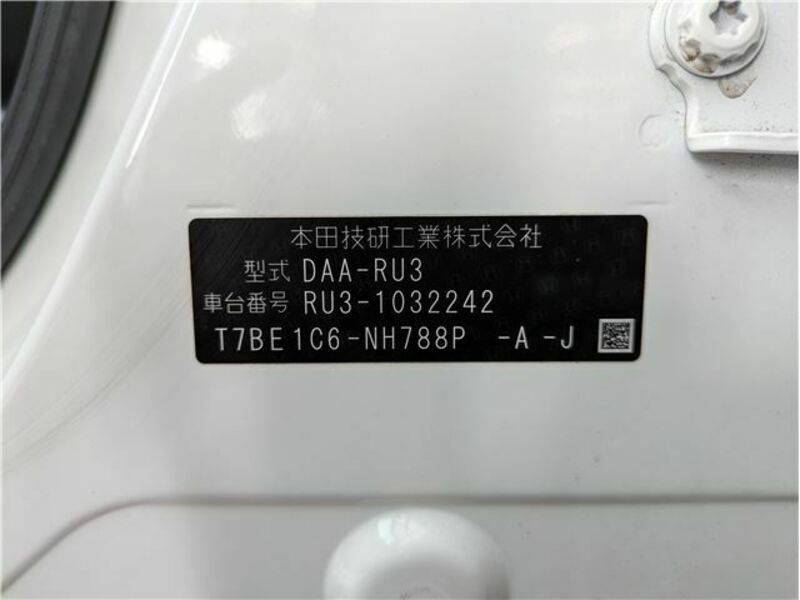 本田技研工業株式会社
型式 DAA-RU3
車台番号 RU3-1032242
T7BE1C6-NH788P -A -J